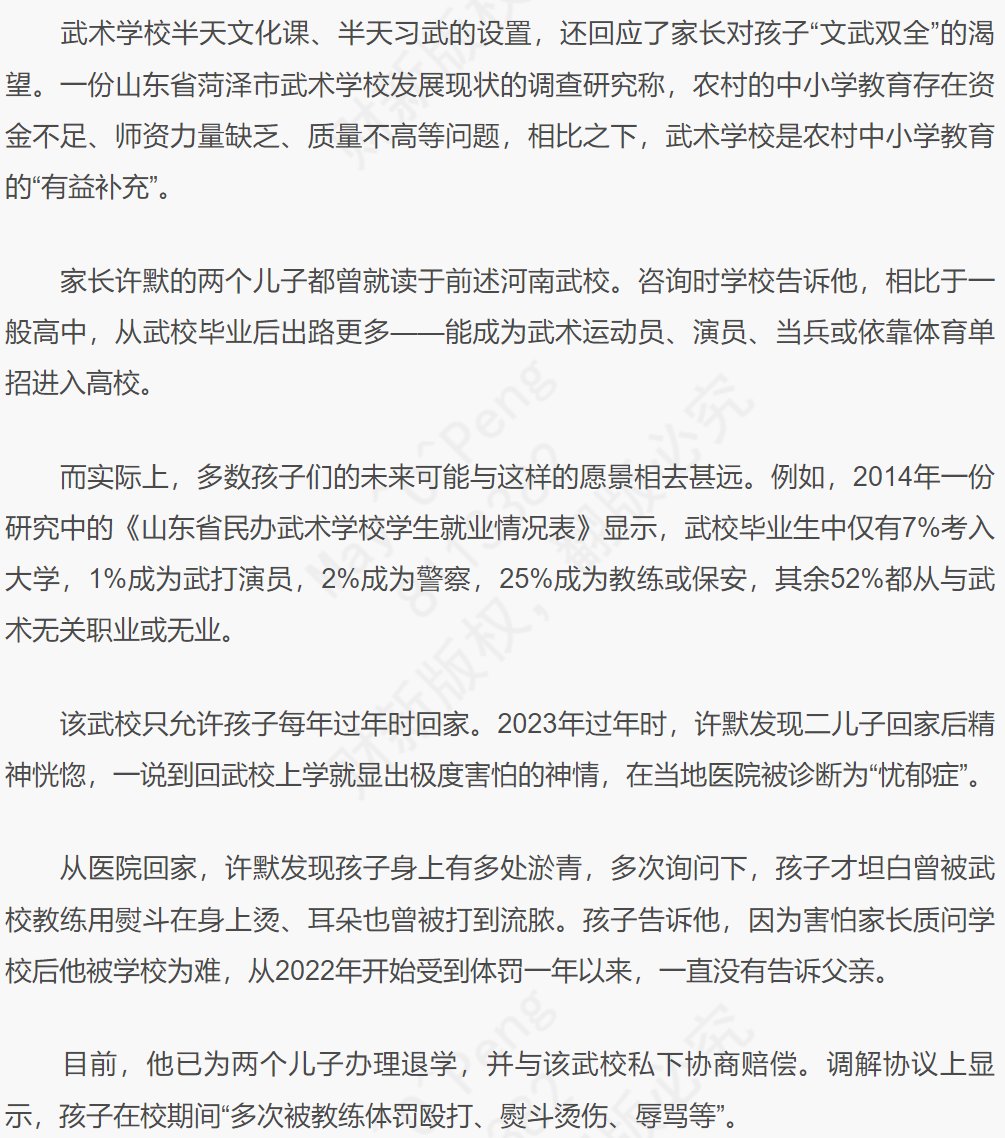 武术学校半天文化课、半天习武的设置，还回应了家长对孩子“文武双全”的渴
望。一份山东省菏泽市武术学校发展现状的调查研究称，农村的中小学教育存在资
金不足、师资力量缺乏、质量不高等问题，相比之下，武术学校是农村中小学教育
的“有益补充”。
家长许默的两个儿子都曾就读于前述河南武校。咨询时学校告诉他，相比于一
般高中，从武校毕业后出路更多——能成为武术运动员、演员、当兵或依靠体育单
招进入高校。
而实际上，多数孩子们的未来可能与这样的愿景相去甚远。例如，2014年一份
研究中的《山东省民办武术学校学生就业情况表》显示，武校毕业生中仅有7%考入
大学，1%成为武打演员，2%成为警察，25%成为教练或保安，其余52%都从与武
术无关职业或无业。
该武校只允许孩子每年过年时回家。2023年过年时，许默发现二儿子回家后精
神恍惚，一说到回武校上学就显出极度害怕的神情，在当地医院被诊断为“忧郁症”。
从医院回家，许默发现孩子身上有多处淤青，多次询问下，孩子才坦白曾被武
校教练用熨斗在身上烫、耳朵也曾被打到流脓。孩子告诉他，因为害怕家长质问学
校后他被学校为难，从2022年开始受到体罚一年以来，一直没有告诉父亲。
目前，他已为两个儿子办理退学，并与该武校私下协商赔偿。调解协议上显
示，孩子在校期间“多次被教练体罚殴打、熨斗烫伤、辱骂等”。
财新版权，翻版必究